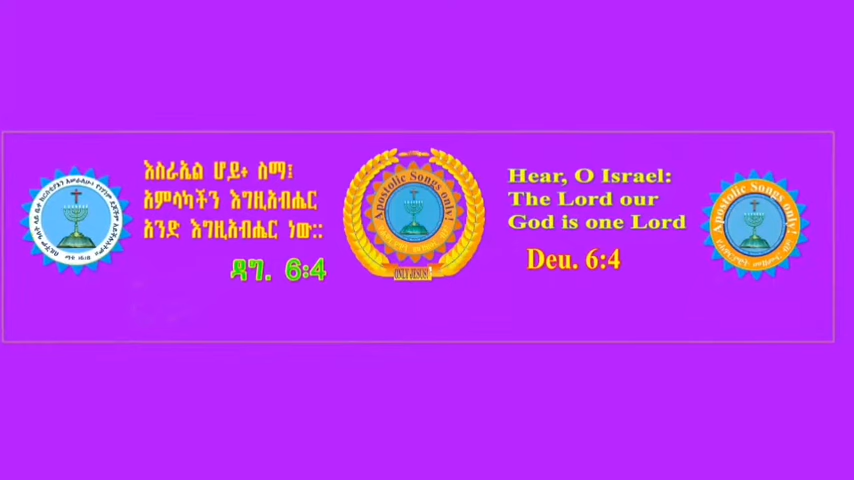 እስራኤል ሆይ፥ ስማ፤
አምላካችን እግዚአብሔር
አንድ እግዚአብሔር ነው::
ዳግ. 6:4
Apostolic Songs only!
ONLY JESUS!
Hear, O Israel:
The Lord our
God is one Lord
Deu. 6:4
Apostolic Songs only!